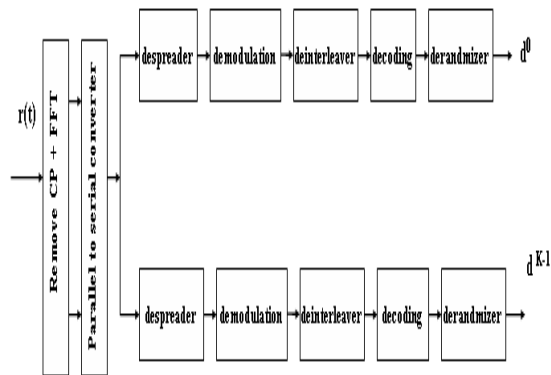 r(t)
Remove CP + FFT
Parallel to serial converter
despreader
demodulation
deinterleaver
decoding
derandmizer
d⁰
despreader
demodulation
deinterleaver
decoding
derandmizer
d K-1